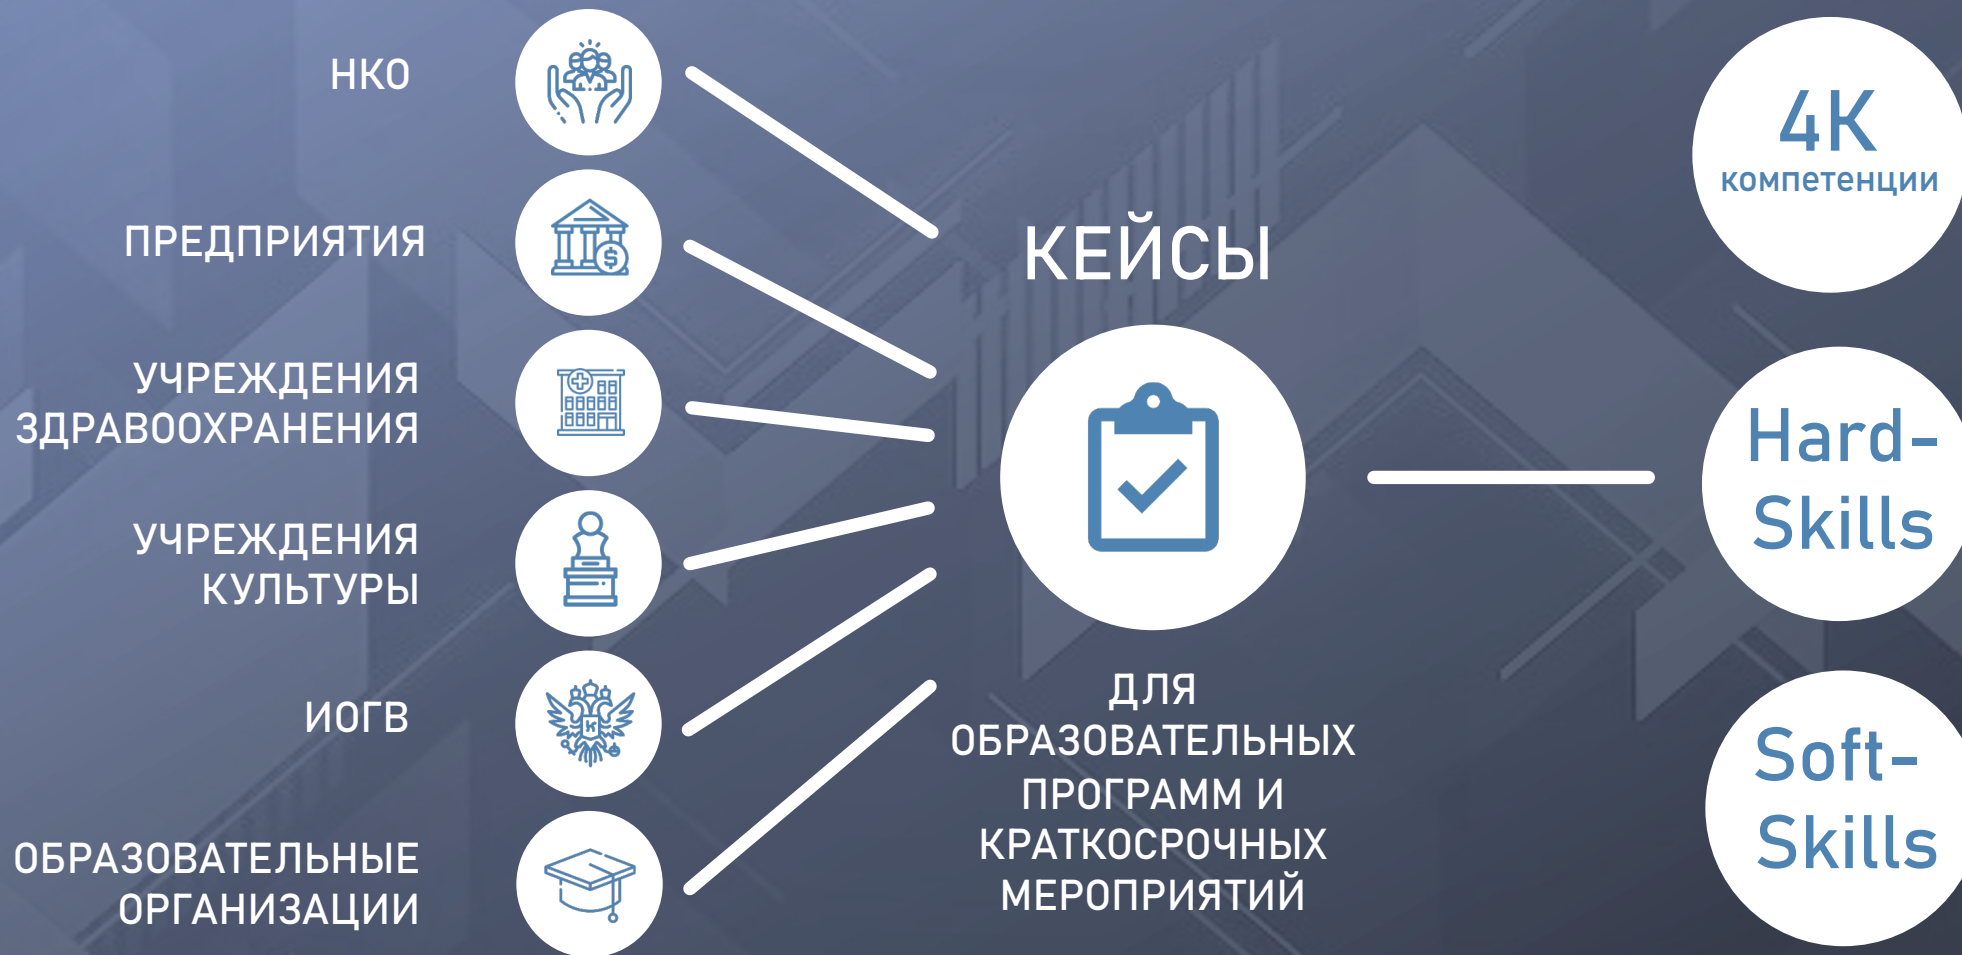 НКО
ПРЕДПРИЯТИЯ
УЧРЕЖДЕНИЯ
ЗДРАВООХРАНЕНИЯ
УЧРЕЖДЕНИЯ
КУЛЬТУРЫ
ИОГВ
ОБРАЗОВАТЕЛЬНЫЕ
ОРГАНИЗАЦИИ
КЕЙСЫ
ДЛЯ
ОБРАЗОВАТЕЛЬНЫХ
ПРОГРАММ И
КРАТКОСРОЧНЫХ
МЕРОПРИЯТИЙ
4К
компетенции
Hard-
Skills
Soft-
Skills